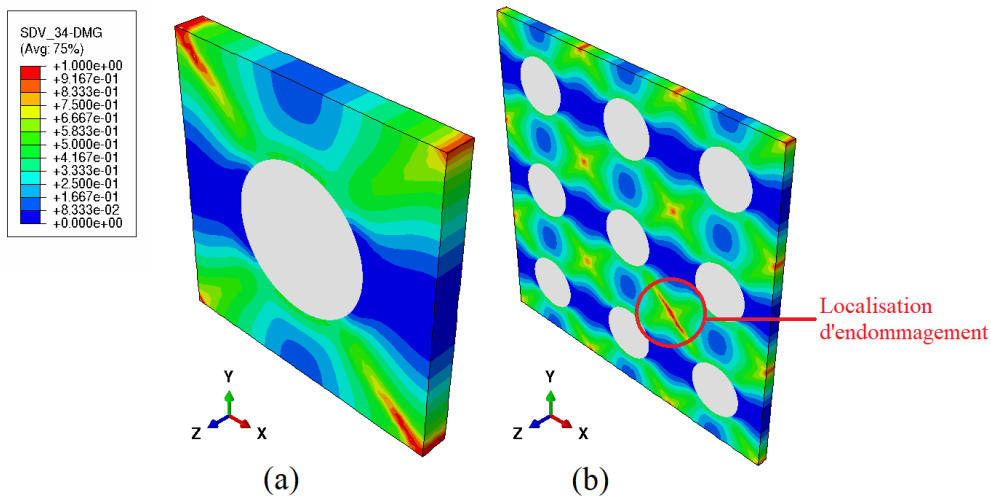 SDV_34-DMG
(Avg: 75%)
+1.000e+00
+9.167e-01
+8.333e-01
+7.500e-01
+6.667e-01
+5.833e-01
+5.000e-01
+4.167e-01
+3.333e-01
+2.500e-01
+1.667e-01
+8.333e-02
+0.000e+00
Y
Z
X
(a)
Y
Z
X
(b)
Localisation
d'endommagement